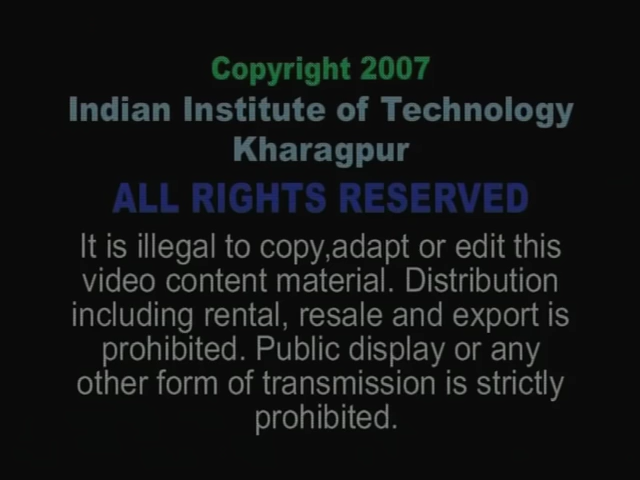 Copyright 2007
Indian Institute of Technology
Kharagpur
ALL RIGHTS RESERVED
It is illegal to copy,adapt or edit this
video content material. Distribution
including rental, resale and export is
prohibited. Public display or any
other form of transmission is strictly
prohibited.